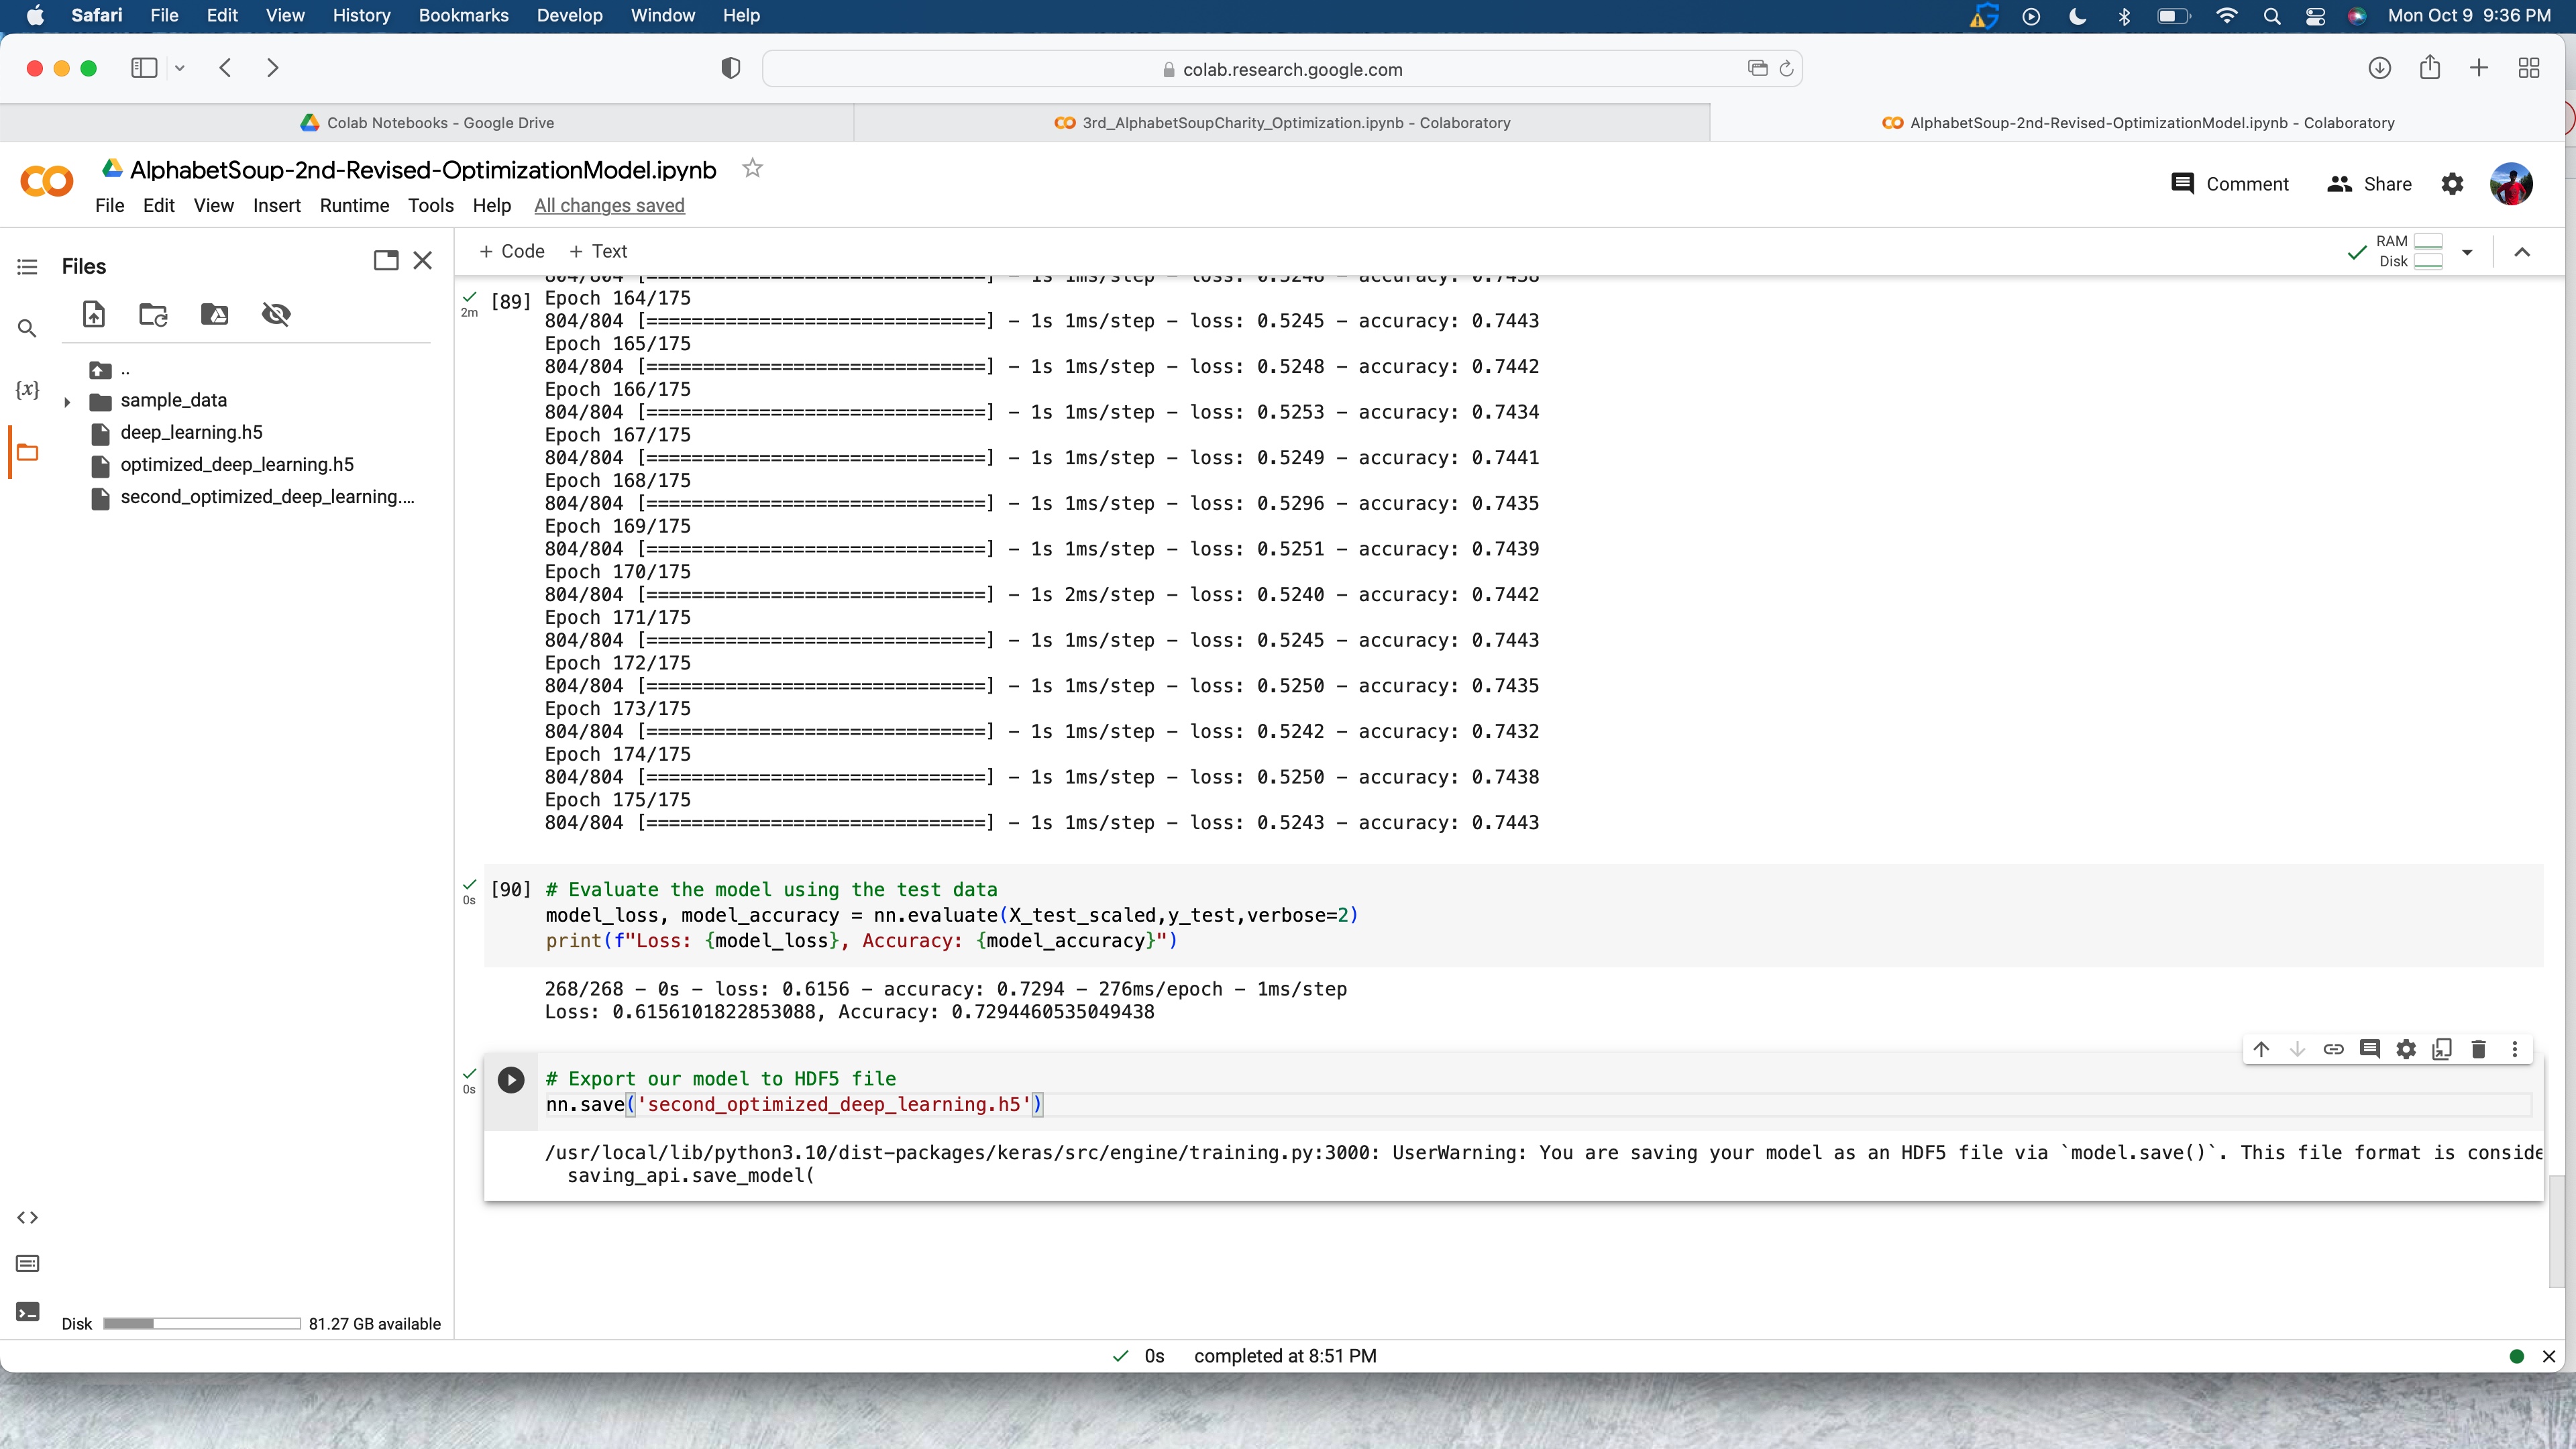 Safari File Edit View History Bookmarks Develop Window Help Mon Oct 9 9:36 PM
colab.research.google.com
Colab Notebooks - Google Drive
3rd_AlphabetSoupCharity_Optimization.ipynb - Colaboratory
AlphabetSoup-2nd-Revised-OptimizationModel.ipynb - Colaboratory
AlphabetSoup-2nd-Revised-OptimizationModel.ipynb
Comment Share
File Edit View Insert Runtime Tools Help All changes saved
Files
+ Code + Text
RAM
Disk
..
sample_data
deep_learning.h5
optimized_deep_learning.h5
second_optimized_deep_learning....
{x}
Disk 81.27 GB available
804/804 [==============================] - 1s 1ms/step - loss: 0.5248 - accuracy: 0.7438
2m
[89] Epoch 164/175
804/804 [==============================] - 1s 1ms/step - loss: 0.5245 - accuracy: 0.7443
Epoch 165/175
804/804 [==============================] - 1s 1ms/step - loss: 0.5248 - accuracy: 0.7442
Epoch 166/175
804/804 [==============================] - 1s 1ms/step - loss: 0.5253 - accuracy: 0.7434
Epoch 167/175
804/804 [==============================] - 1s 1ms/step - loss: 0.5249 - accuracy: 0.7441
Epoch 168/175
804/804 [==============================] - 1s 1ms/step - loss: 0.5296 - accuracy: 0.7435
Epoch 169/175
804/804 [==============================] - 1s 1ms/step - loss: 0.5251 - accuracy: 0.7439
Epoch 170/175
804/804 [==============================] - 1s 2ms/step - loss: 0.5240 - accuracy: 0.7442
Epoch 171/175
804/804 [==============================] - 1s 1ms/step - loss: 0.5245 - accuracy: 0.7443
Epoch 172/175
804/804 [==============================] - 1s 1ms/step - loss: 0.5250 - accuracy: 0.7435
Epoch 173/175
804/804 [==============================] - 1s 1ms/step - loss: 0.5242 - accuracy: 0.7432
Epoch 174/175
804/804 [==============================] - 1s 1ms/step - loss: 0.5250 - accuracy: 0.7438
Epoch 175/175
804/804 [==============================] - 1s 1ms/step - loss: 0.5243 - accuracy: 0.7443
0s
[90] # Evaluate the model using the test data
model_loss, model_accuracy = nn.evaluate(X_test_scaled,y_test,verbose=2)
print(f"Loss: {model_loss}, Accuracy: {model_accuracy}")
268/268 - 0s - loss: 0.6156 - accuracy: 0.7294 - 276ms/epoch - 1ms/step
Loss: 0.6156101822853088, Accuracy: 0.7294460535049438
0s
# Export our model to HDF5 file
nn.save('second_optimized_deep_learning.h5')
/usr/local/lib/python3.10/dist-packages/keras/src/engine/training.py:3000: UserWarning: You are saving your model as an HDF5 file via `model.save()`. This file format is conside
saving_api.save_model(
0s completed at 8:51 PM